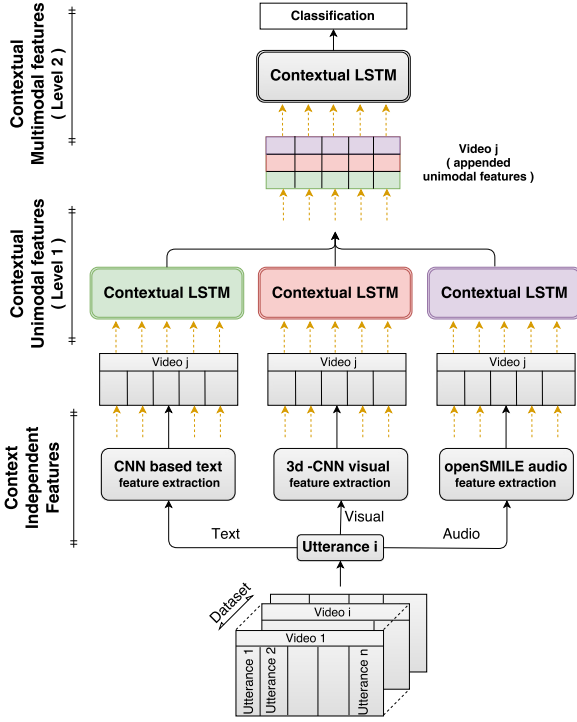 Classification
Contextual LSTM
Contextual
Multimodal features
( Level 2 )
Video j
( appended
unimodal features )
Contextual
Unimodal features
( Level 1 )
Contextual LSTM
Contextual LSTM
Contextual LSTM
Video j
Video j
Video j
Context
Independent
Features
CNN based text
feature extraction
3d -CNN visual
feature extraction
openSMILE audio
feature extraction
Text
Visual
Audio
Utterance i
Dataset
Video i
Video 1
Utterance 1
Utterance 2
Utterance n